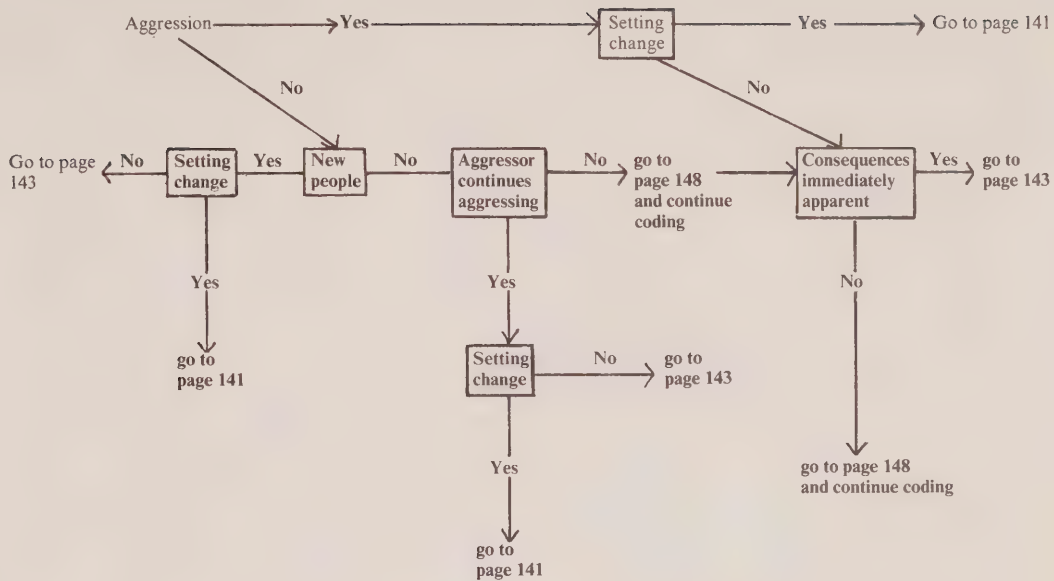 Aggression
Yes
Setting
change
Yes
Go to page 141
No
No
Go to page
143
No
Setting
change
Yes
New
people
No
Aggressor
continues
aggressing
No
go to
page 148
and continue
coding
Consequences
immediately
apparent
Yes
go to
page 143
Yes
Yes
No
go to
page 141
Setting
change
No
go to
page 143
Yes
go to page 148
and continue coding
go to
page 141